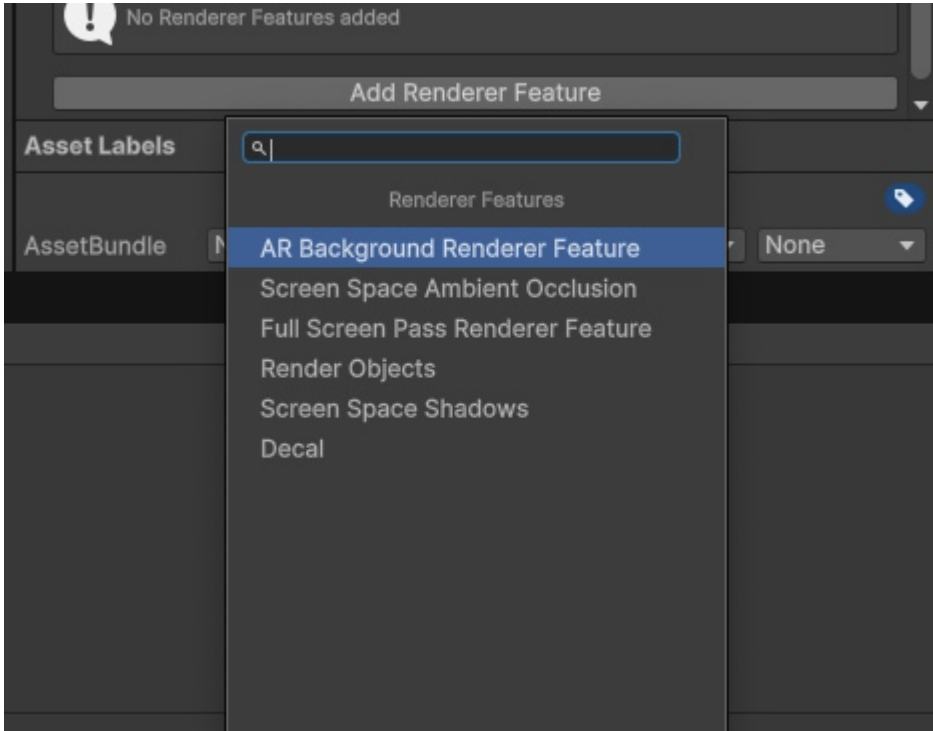 No Renderer Features added
Add Renderer Feature
Asset Labels
Renderer Features
AssetBundle
None
AR Background Renderer Feature
Screen Space Ambient Occlusion
Full Screen Pass Renderer Feature
Render Objects
Screen Space Shadows
Decal